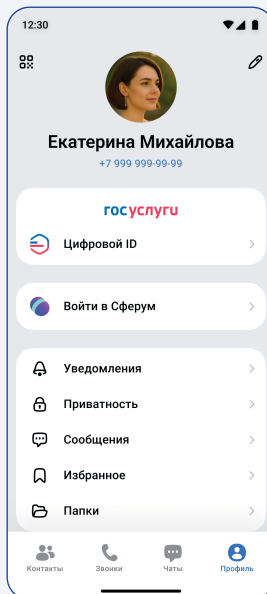 12:30
Екатерина Михайлова
+7 999 999-99-99
госуслуги
Цифровой ID
Войти в Сферум
Уведомления
Приватность
Сообщения
Избранное
Папки
Контакты
Звонки
Чаты
Профиль